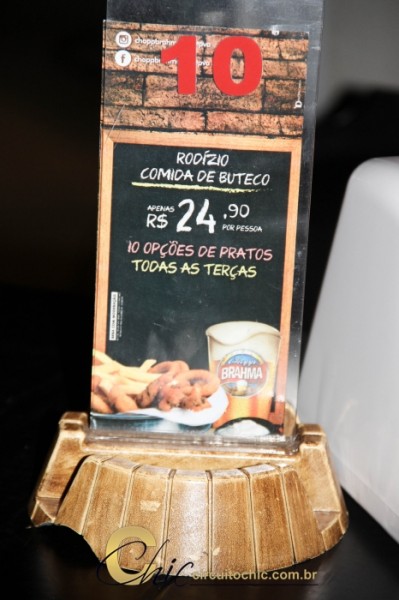 10
RODÍZIO
COMIDA DE BUTECO
APENAS
R$ 24,90
POR PESSOA
10 OPÇÕES DE PRATOS
TODAS AS TERÇAS
BRAHMA
Chic
circuitochic.com.br